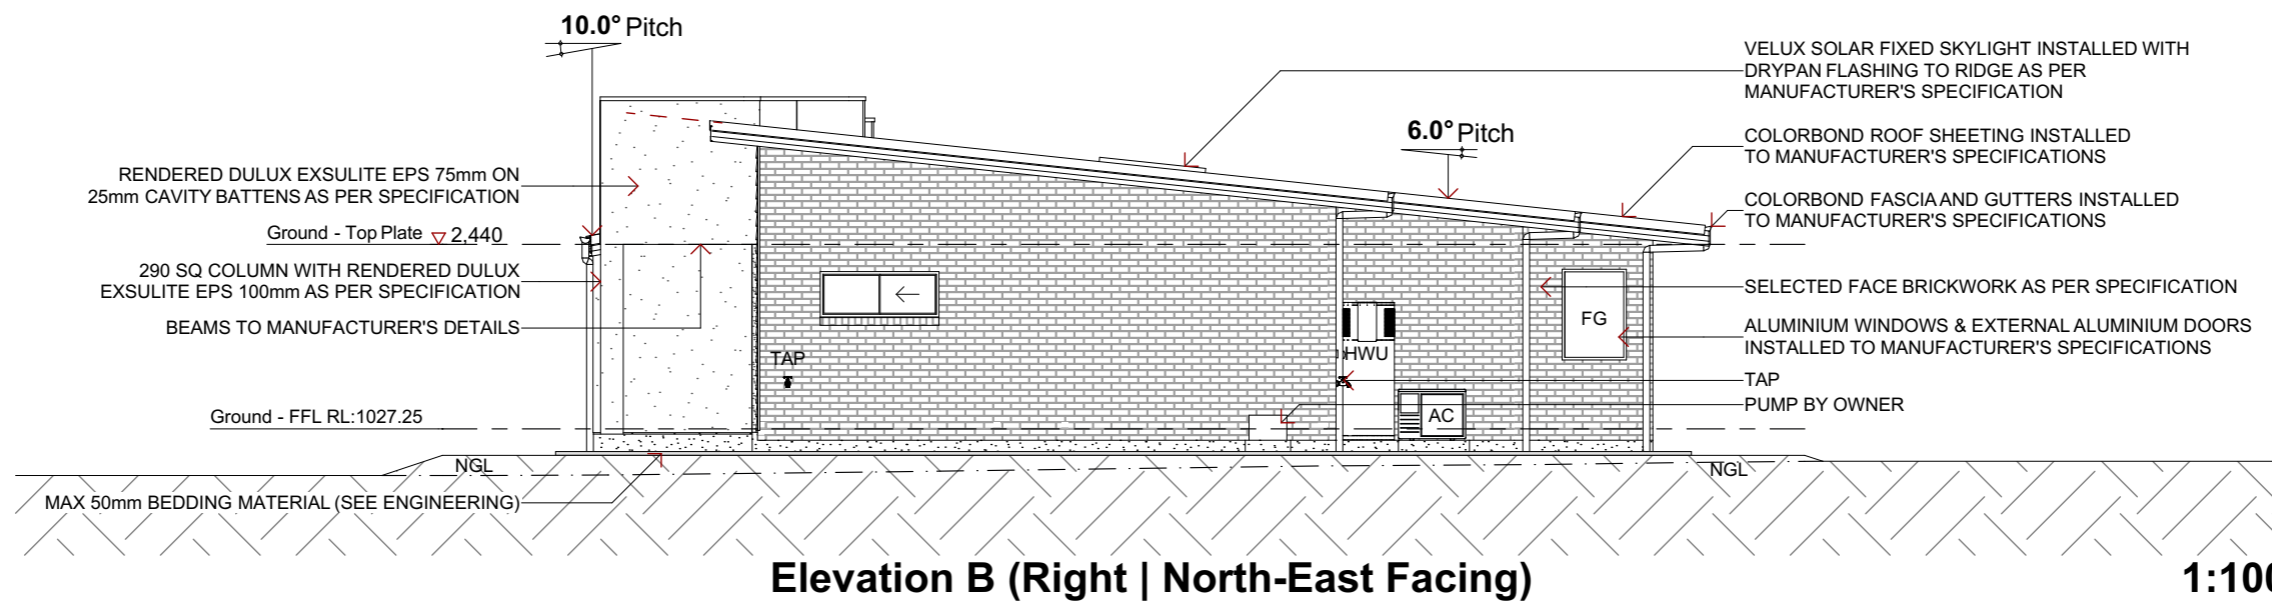 10.0° Pitch
VELUX SOLAR FIXED SKYLIGHT INSTALLED WITH
DRYPAN FLASHING TO RIDGE AS PER
MANUFACTURER'S SPECIFICATION
6.0° Pitch
COLORBOND ROOF SHEETING INSTALLED
TO MANUFACTURER'S SPECIFICATIONS
RENDERED DULUX EXSULITE EPS 75mm ON
25mm CAVITY BATTENS AS PER SPECIFICATION
COLORBOND FASCIA AND GUTTERS INSTALLED
TO MANUFACTURER'S SPECIFICATIONS
Ground - Top Plate 2,440
290 SQ COLUMN WITH RENDERED DULUX
EXSULITE EPS 100mm AS PER SPECIFICATION
SELECTED FACE BRICKWORK AS PER SPECIFICATION
BEAMS TO MANUFACTURER'S DETAILS
FG
ALUMINIUM WINDOWS & EXTERNAL ALUMINIUM DOORS
INSTALLED TO MANUFACTURER'S SPECIFICATIONS
TAP
HWU
TAP
PUMP BY OWNER
AC
Ground - FFL RL:1027.25
NGL
NGL
MAX 50mm BEDDING MATERIAL (SEE ENGINEERING)
Elevation B (Right | North-East Facing)
1:100